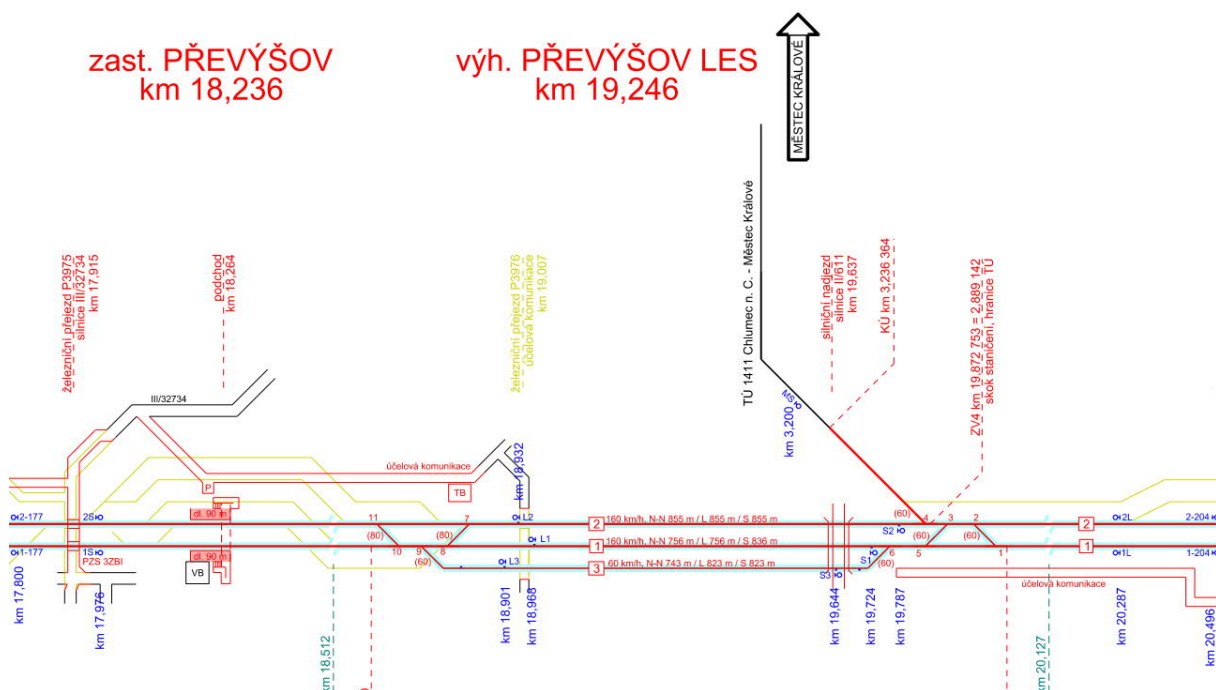 zast. PŘEVÝŠOV
km 18,236
výh. PŘEVÝŠOV LES
km 19,246
MĚSTEC KRÁLOVÉ
TÚ 1411 Chlumec n. C. - Městec Králové
železniční přejezd P3975
silnice III/32734
km 17,915
podchod
km 18,264
železniční přejezd P3976
účelová komunikace
km 19,007
silniční nadjezd
silnice II/611
km 19,637
KÚ km 3,236 364
ZV4 km 19,872 753 = 2,889 142
skok staničení, hranice TÚ
III/32734
MS
km 3,200
účelová komunikace
km 18,932
P
TB
dl. 90 m
2-177
2S
11
7
L2
2
160 km/h, N-N 855 m / L 855 m / S 855 m
S2
(60)
4
3
2
2
2L
2-204
(80)
(80)
L1
(60)
(60)
1-177
1S
PZS 3ZBI
dl. 90 m
10
9
8
(60)
1
160 km/h, N-N 756 m / L 756 m / S 836 m
S1
6
(60)
5
1
1
1L
1-204
VB
L3
3
60 km/h, N-N 743 m / L 823 m / S 823 m
S3
účelová komunikace
km 17,800
km 17,976
km 18,512
km 18,901
km 18,968
km 19,644
km 19,724
km 19,787
km 20,127
km 20,287
km 20,496